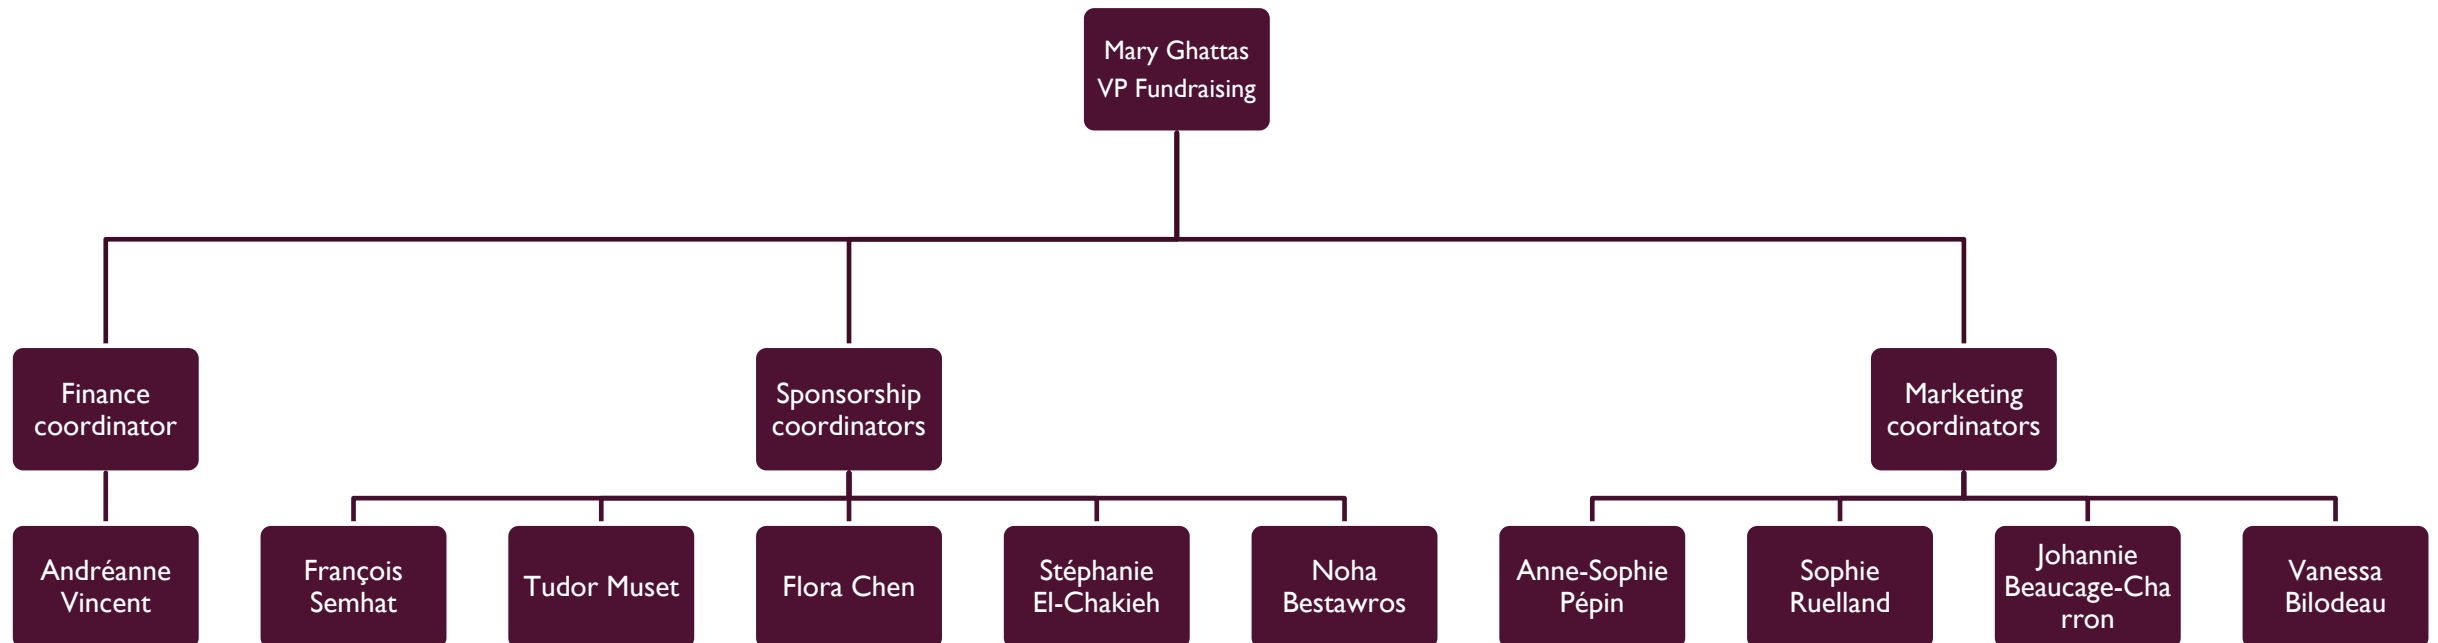 Mary Ghattas
VP Fundraising
Finance
coordinator
Sponsorship
coordinators
Marketing
coordinators
Andréanne
Vincent
François
Semhat
Tudor Muset
Flora Chen
Stéphanie
El-Chakieh
Noha
Bestawros
Anne-Sophie
Pépin
Sophie
Ruelland
Johannie
Beaucage-Cha
rron
Vanessa
Bilodeau